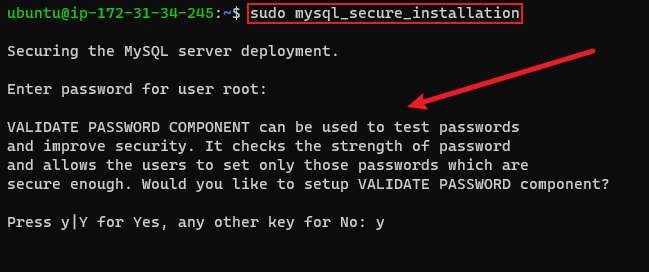 ubuntu@ip-172-31-34-245:~$ sudo mysql_secure_installation
Securing the MySQL server deployment.
Enter password for user root:
VALIDATE PASSWORD COMPONENT can be used to test passwords
and improve security. It checks the strength of password
and allows the users to set only those passwords which are
secure enough. Would you like to setup VALIDATE PASSWORD component?
Press y|Y for Yes, any other key for No: y